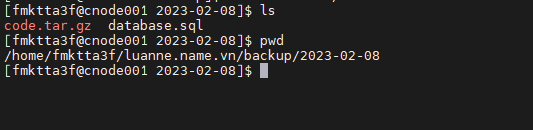 [fmktta3f@cnode001 2023-02-08]$ ls
code.tar.gz  database.sql
[fmktta3f@cnode001 2023-02-08]$ pwd
/home/fmktta3f/luanne.name.vn/backup/2023-02-08
[fmktta3f@cnode001 2023-02-08]$